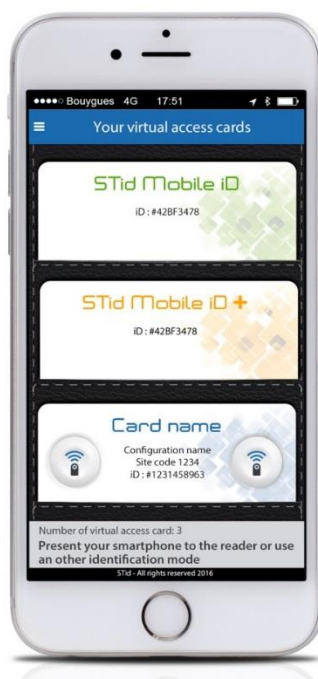 Bouygues 4G 17:51
Your virtual access cards
STid Mobile iD
iD : #42BF3478
STid Mobile iD +
iD : #42BF3478
Card name
Configuration name
Site code 1234
iD : #1231458963
Number of virtual access card: 3
Present your smartphone to the reader or use
an other identification mode
STid - All rights reserved 2016